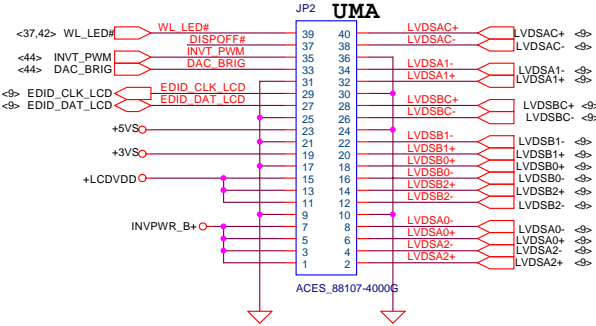 JP2 UMA
<37,42> WL_LED# WL_LED# 39 40 LVDSAC+ LVDSAC+ <9>
DISPOFF# 37 38 LVDSAC- LVDSAC- <9>
<44> INVT_PWM INVT_PWM 35 36
<44> DAC_BRIG DAC_BRIG 33 34 LVDSA1- LVDSA1- <9>
31 32 LVDSA1+ LVDSA1+ <9>
<9> EDID_CLK_LCD EDID_CLK_LCD 29 30
<9> EDID_DAT_LCD EDID_DAT_LCD 27 28 LVDSBC+ LVDSBC+ <9>
25 26 LVDSBC- LVDSBC- <9>
+5VS 23 24
21 22 LVDSB1- LVDSB1- <9>
+3VS 19 20 LVDSB1+ LVDSB1+ <9>
17 18 LVDSB0+ LVDSB0+ <9>
+LCDVDD 15 16 LVDSB0- LVDSB0- <9>
13 14 LVDSB2+ LVDSB2+ <9>
11 12 LVDSB2- LVDSB2- <9>
9 10
INVPWR_B+ 7 8 LVDSA0- LVDSA0- <9>
5 6 LVDSA0+ LVDSA0+ <9>
3 4 LVDSA2- LVDSA2- <9>
1 2 LVDSA2+ LVDSA2+ <9>
ACES_88107-4000G